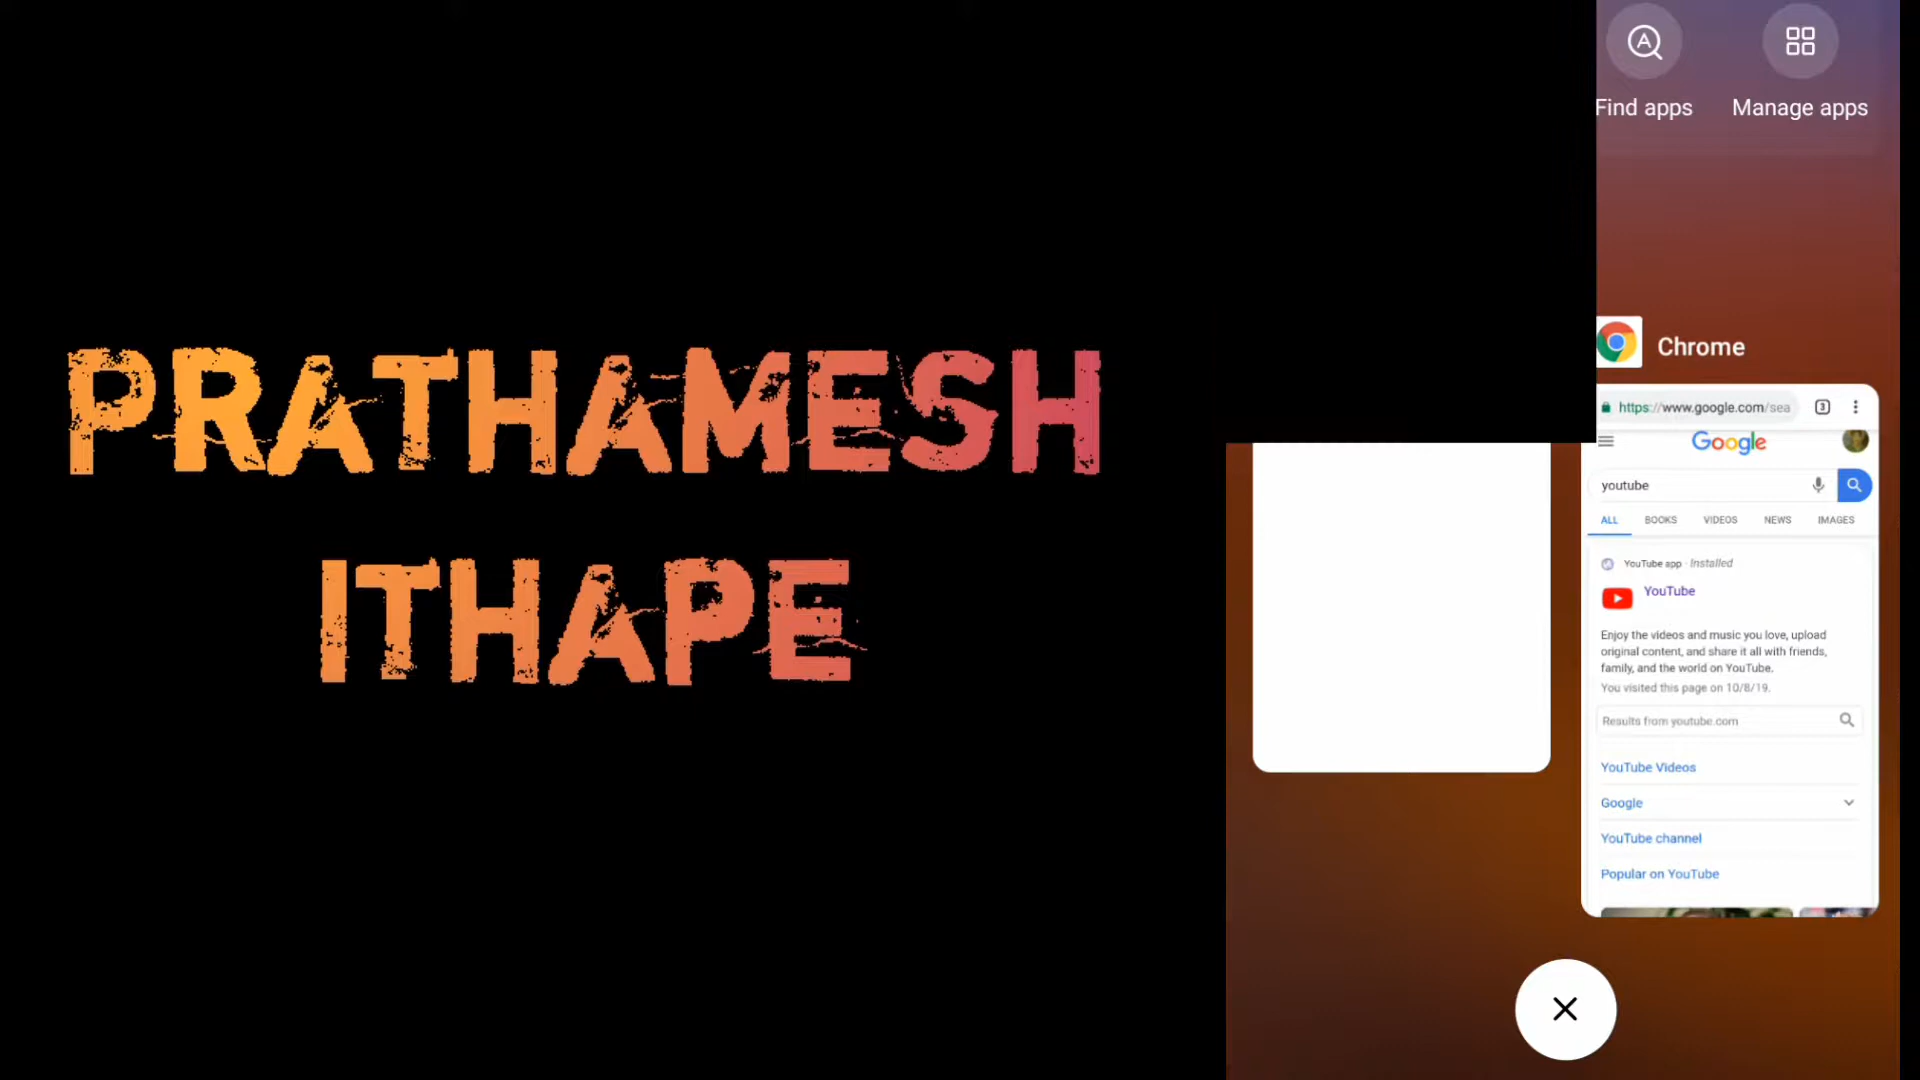 PRATHAMESH
ITHAPE
Find apps
Manage apps
Chrome
https://www.google.com/sea
3
Google
youtube
ALL
BOOKS
VIDEOS
NEWS
IMAGES
YouTube app · Installed
YouTube
Enjoy the videos and music you love, upload
original content, and share it all with friends,
family, and the world on YouTube.
You visited this page on 10/8/19.
Results from youtube.com
YouTube Videos
Google
YouTube channel
Popular on YouTube